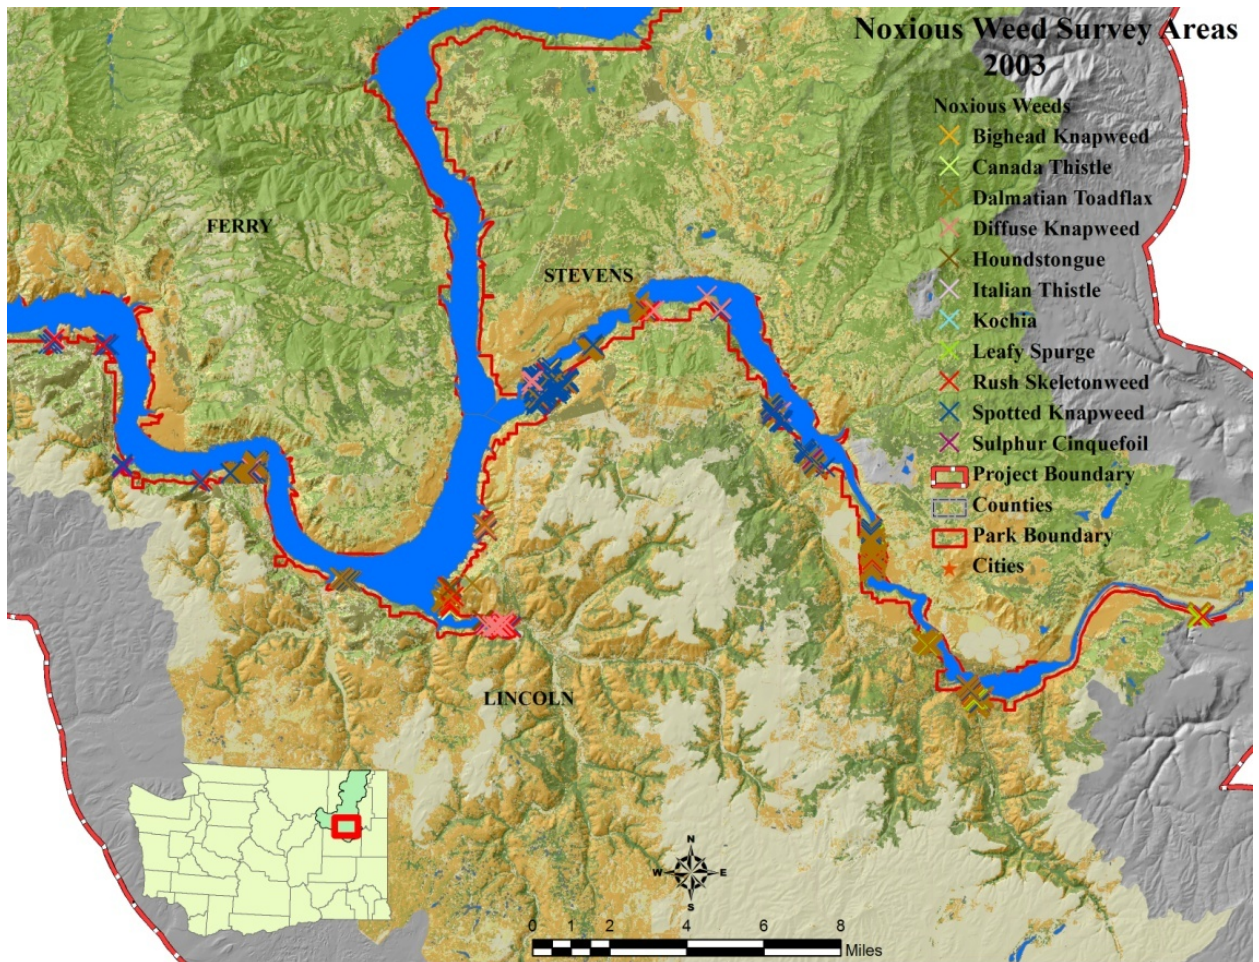 Noxious Weed Survey Areas
2003
Noxious Weeds
Bighead Knapweed
Canada Thistle
Dalmatian Toadflax
Diffuse Knapweed
Houndstongue
Italian Thistle
Kochia
Leafy Spurge
Rush Skeletonweed
Spotted Knapweed
Sulphur Cinquefoil
Project Boundary
Counties
Park Boundary
Cities
FERRY
STEVENS
LINCOLN
N
W E
S
0 1 2 4 6 8
Miles